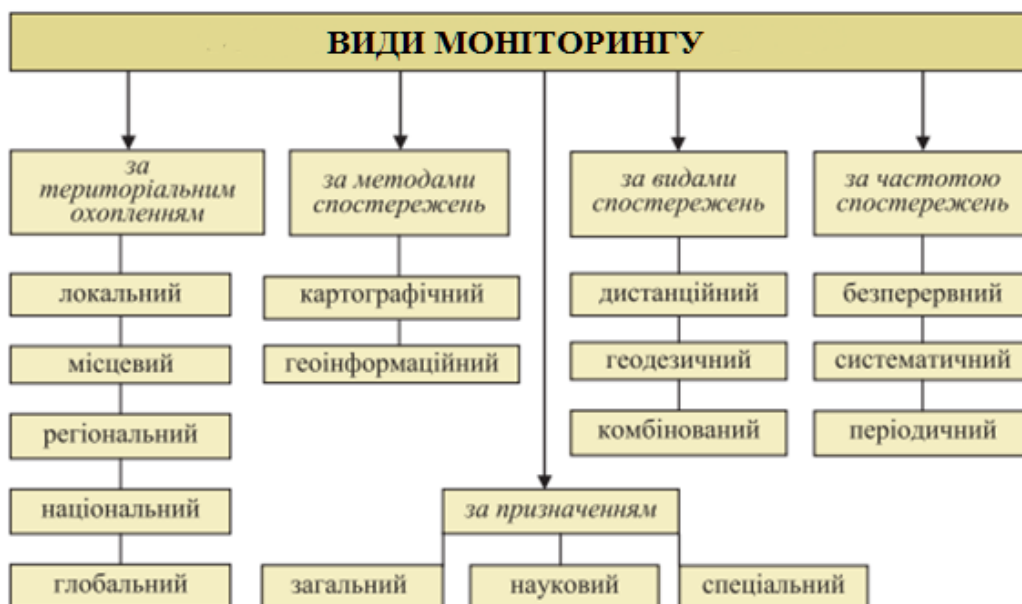 ВИДИ МОНІТОРИНГУ
за
територіальним
охопленням
локальний
місцевий
регіональний
національний
глобальний
за методами
спостережень
картографічний
геоінформаційний
за видами
спостережень
дистанційний
геодезичний
комбінований
за частотою
спостережень
безперервний
систематичний
періодичний
за призначенням
загальний
науковий
спеціальний